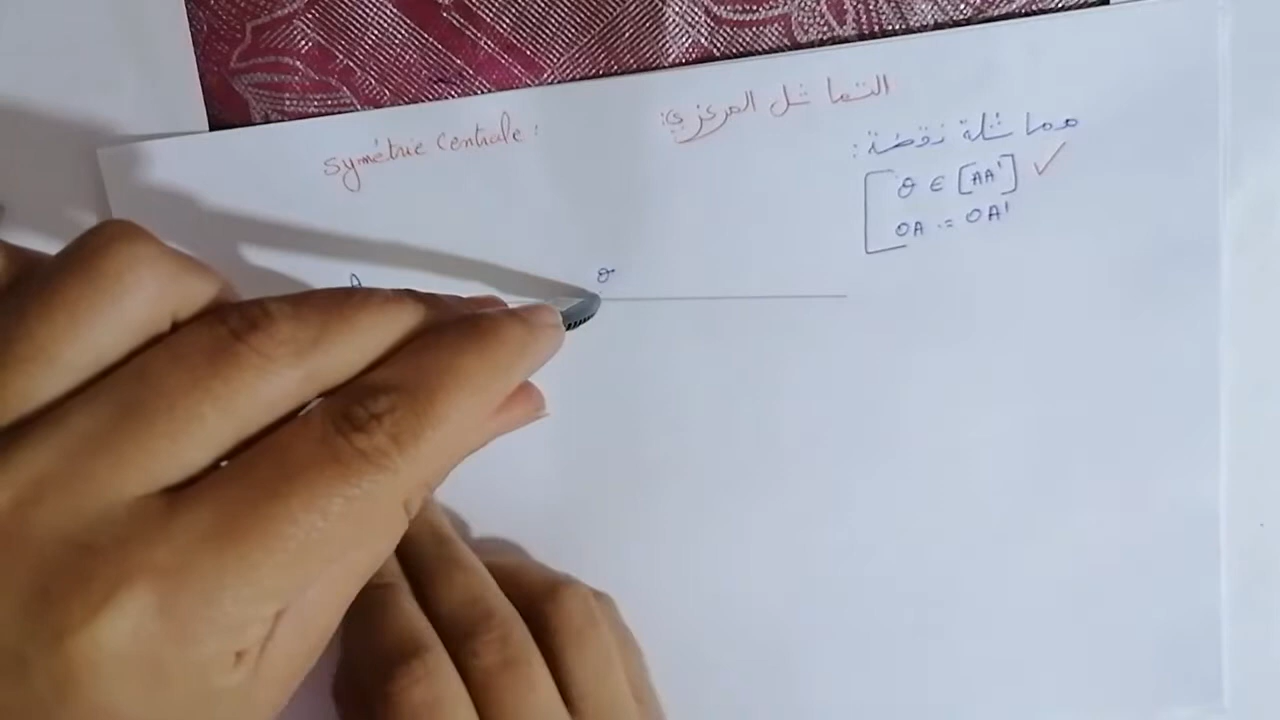 symétrie Centrale :
التماثل المركزي:
مماثلة نقطة :
O ∈ [AA'] ✓
OA = OA'
A
O